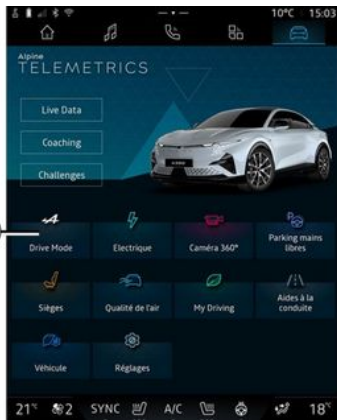 10°C 15:03
Alpine
TELEMETRICS
Live Data
Coaching
Challenges
Drive Mode
Electrique
Caméra 360°
Parking mains
libres
Sièges
Qualité de l'air
My Driving
Aides à la
conduite
Véhicule
Réglages
21°C 2 SYNC A/C 18°